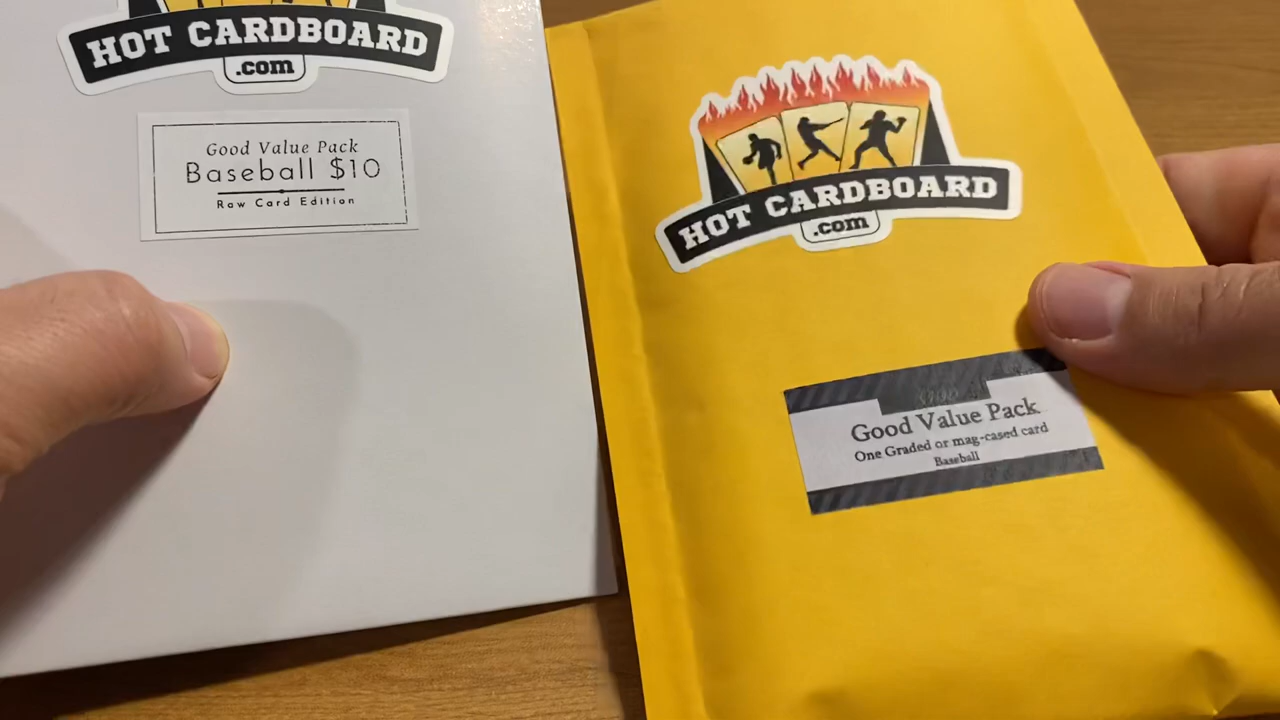 HOT CARDBOARD
.com
Good Value Pack
Baseball $10
Raw Card Edition
HOT CARDBOARD
.com
Good Value Pack
One Graded or mag-cased card
Baseball